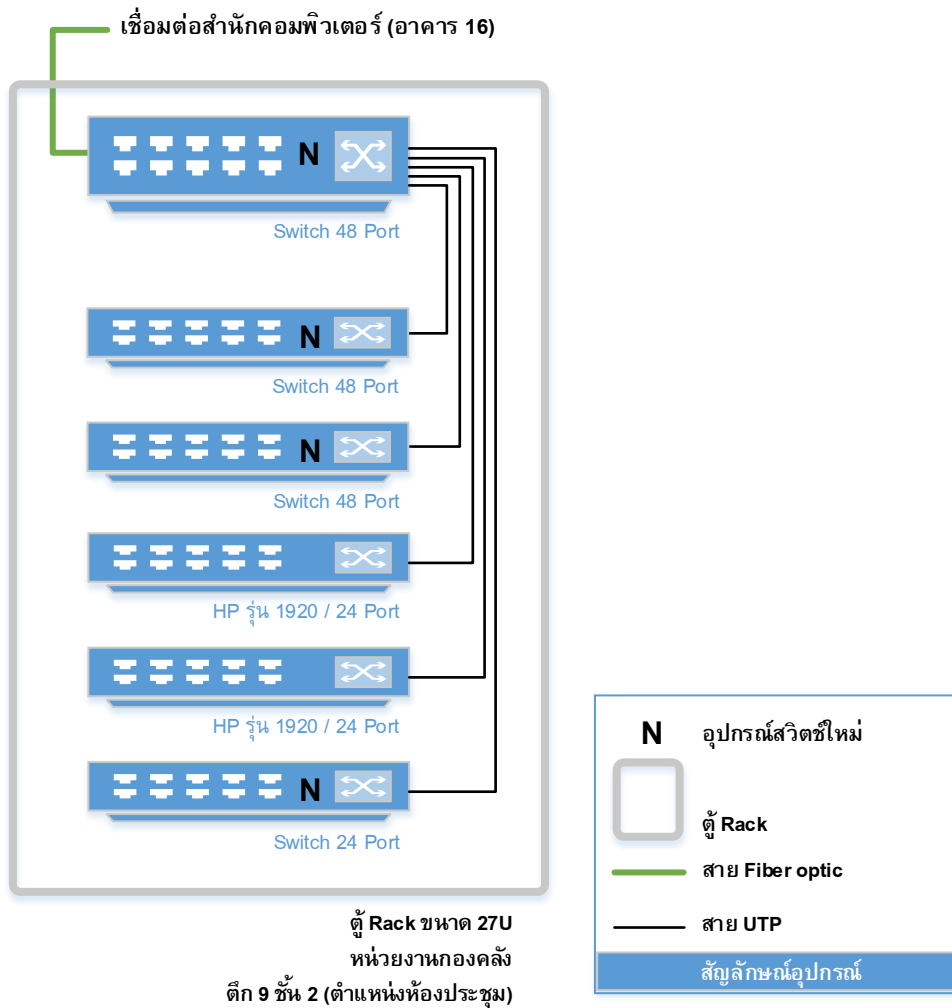 เชื่อมต่อสำนักคอมพิวเตอร์ (อาคาร 16)
N
Switch 48 Port
N
Switch 48 Port
N
Switch 48 Port
HP รุ่น 1920 / 24 Port
HP รุ่น 1920 / 24 Port
N
Switch 24 Port
ตู้ Rack ขนาด 27U
หน่วยงานกองคลัง
ตึก 9 ชั้น 2 (ตำแหน่งห้องประชุม)
N อุปกรณ์สวิตช์ใหม่
ตู้ Rack
สาย Fiber optic
สาย UTP
สัญลักษณ์อุปกรณ์